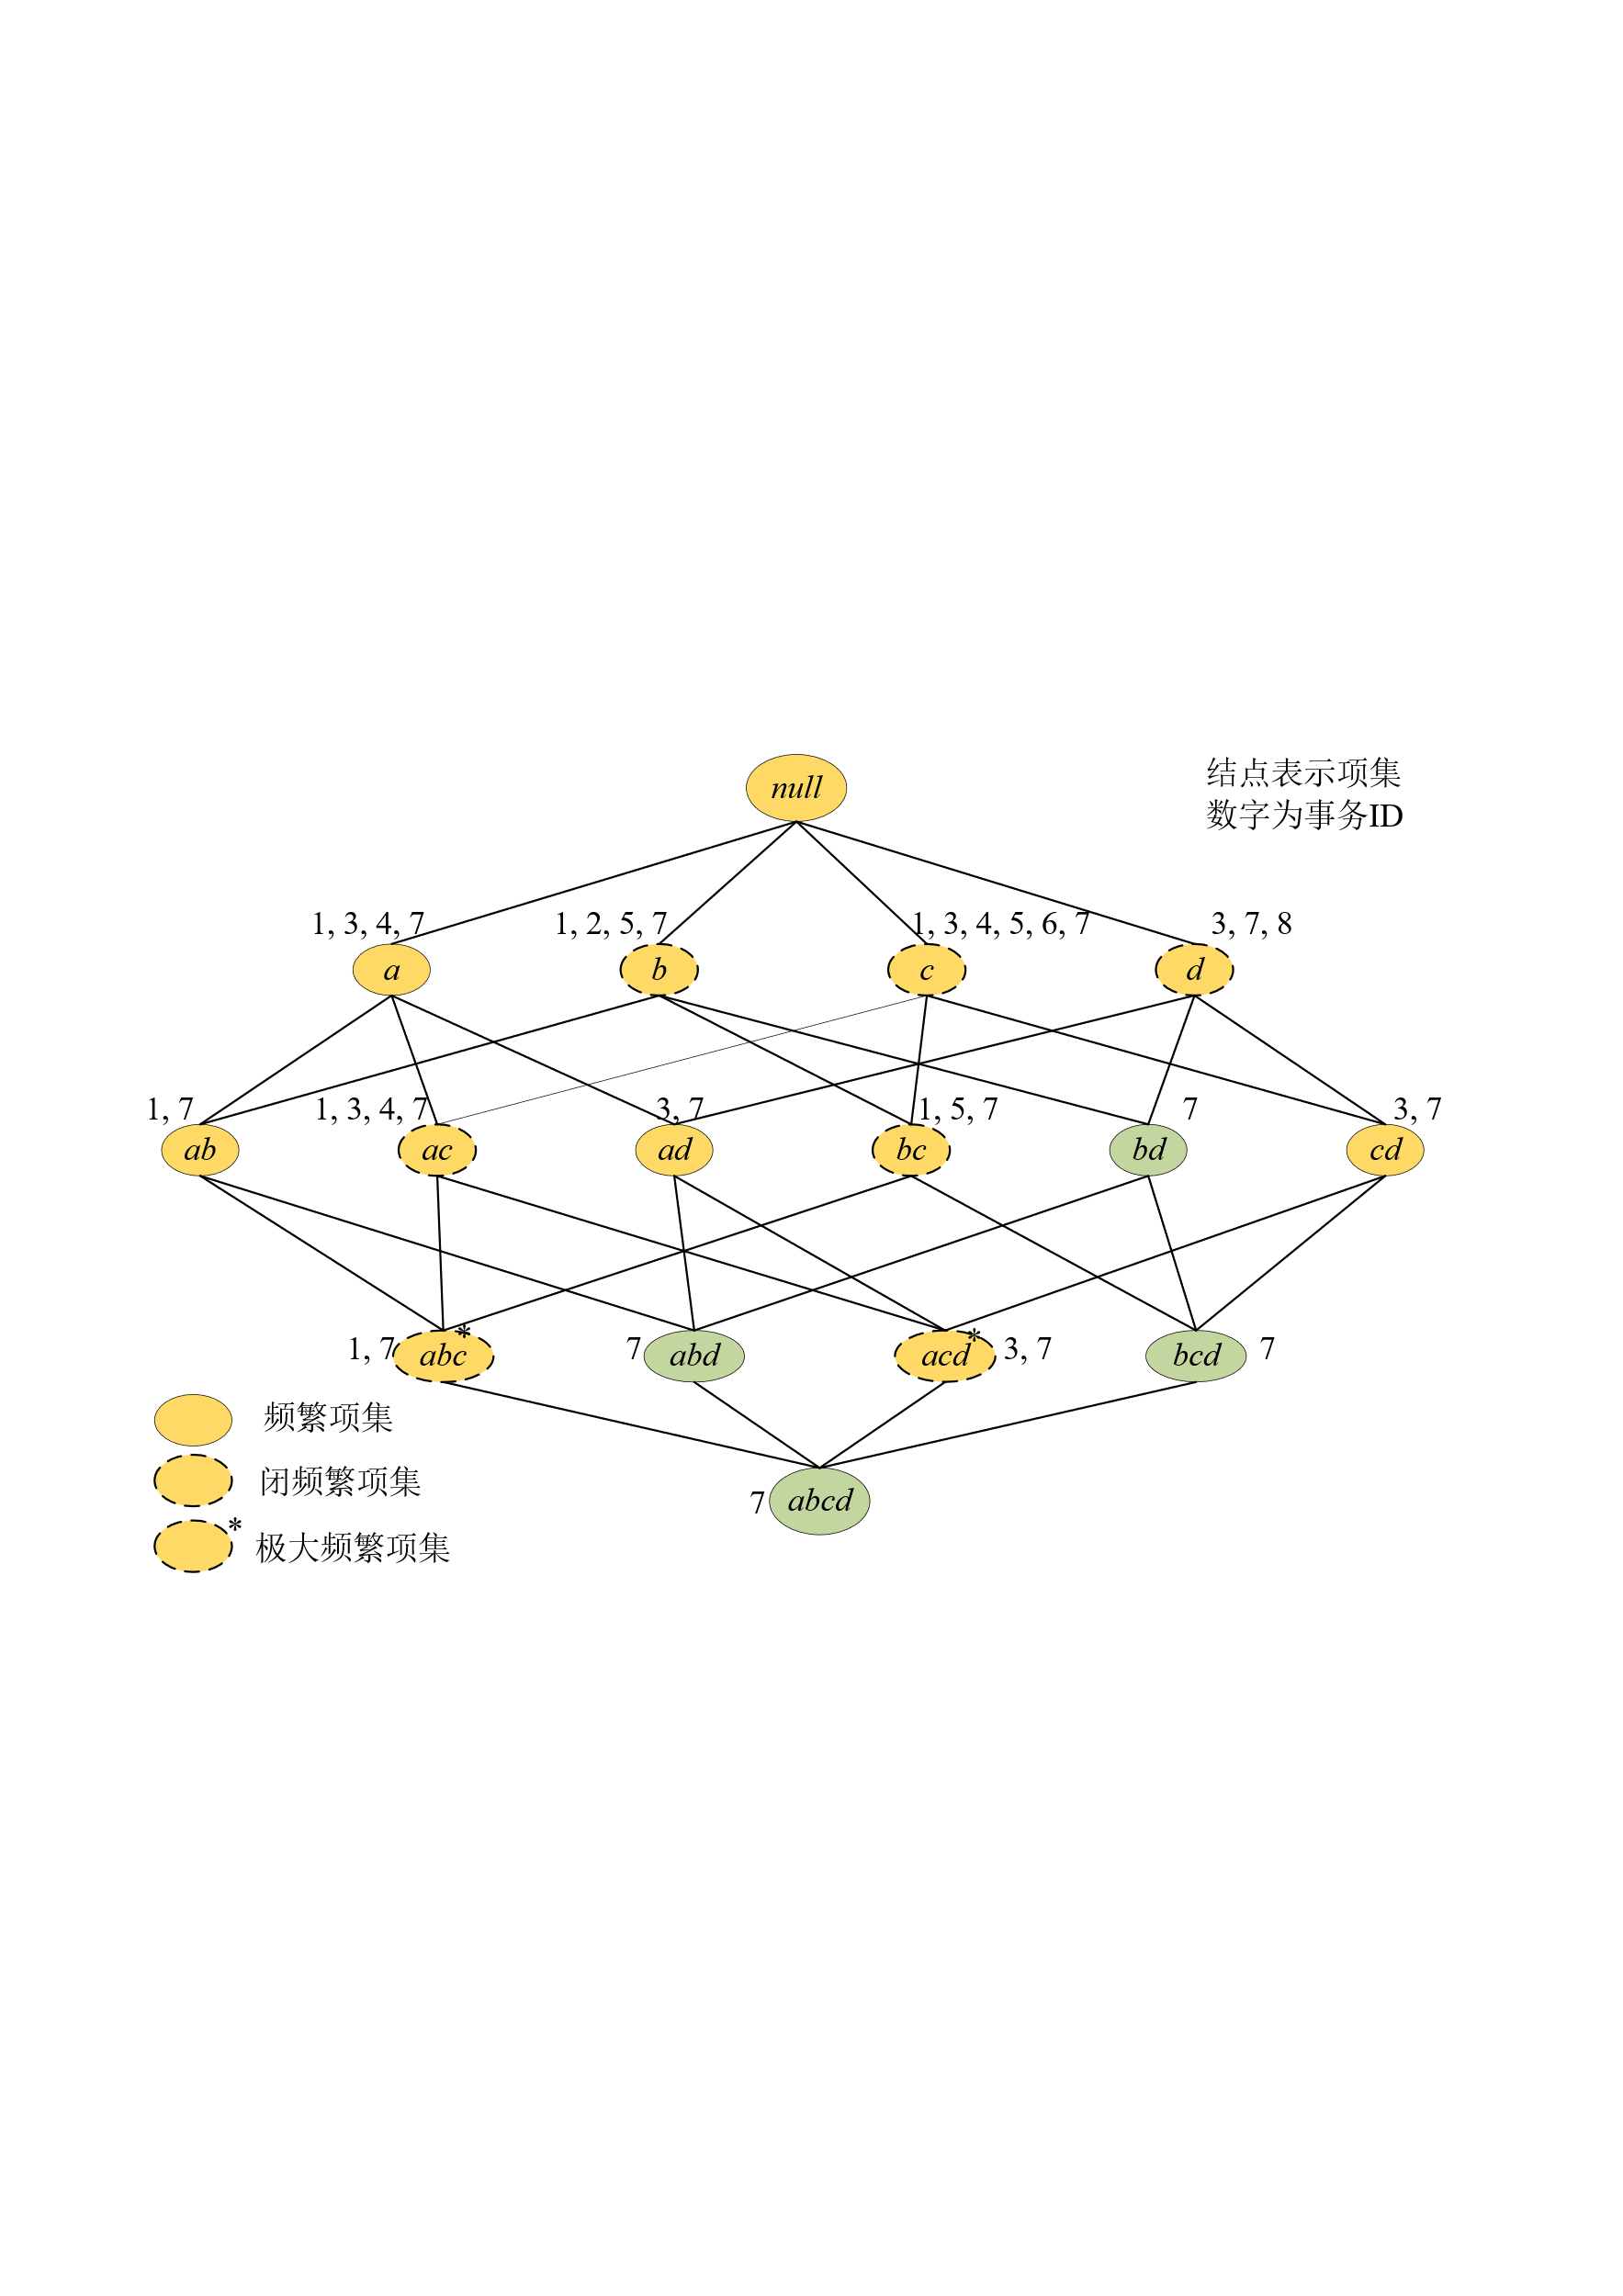 结点表示项集
数字为事务ID
null
1, 3, 4, 7
1, 2, 5, 7
1, 3, 4, 5, 6, 7
3, 7, 8
a
b
c
d
1, 7
1, 3, 4, 7
3, 7
1, 5, 7
7
3, 7
ab
ac
ad
bc
bd
cd
1, 7
abc
*
7
abd
acd
*
3, 7
bcd
7
频繁项集
闭频繁项集
*
极大频繁项集
7
abcd